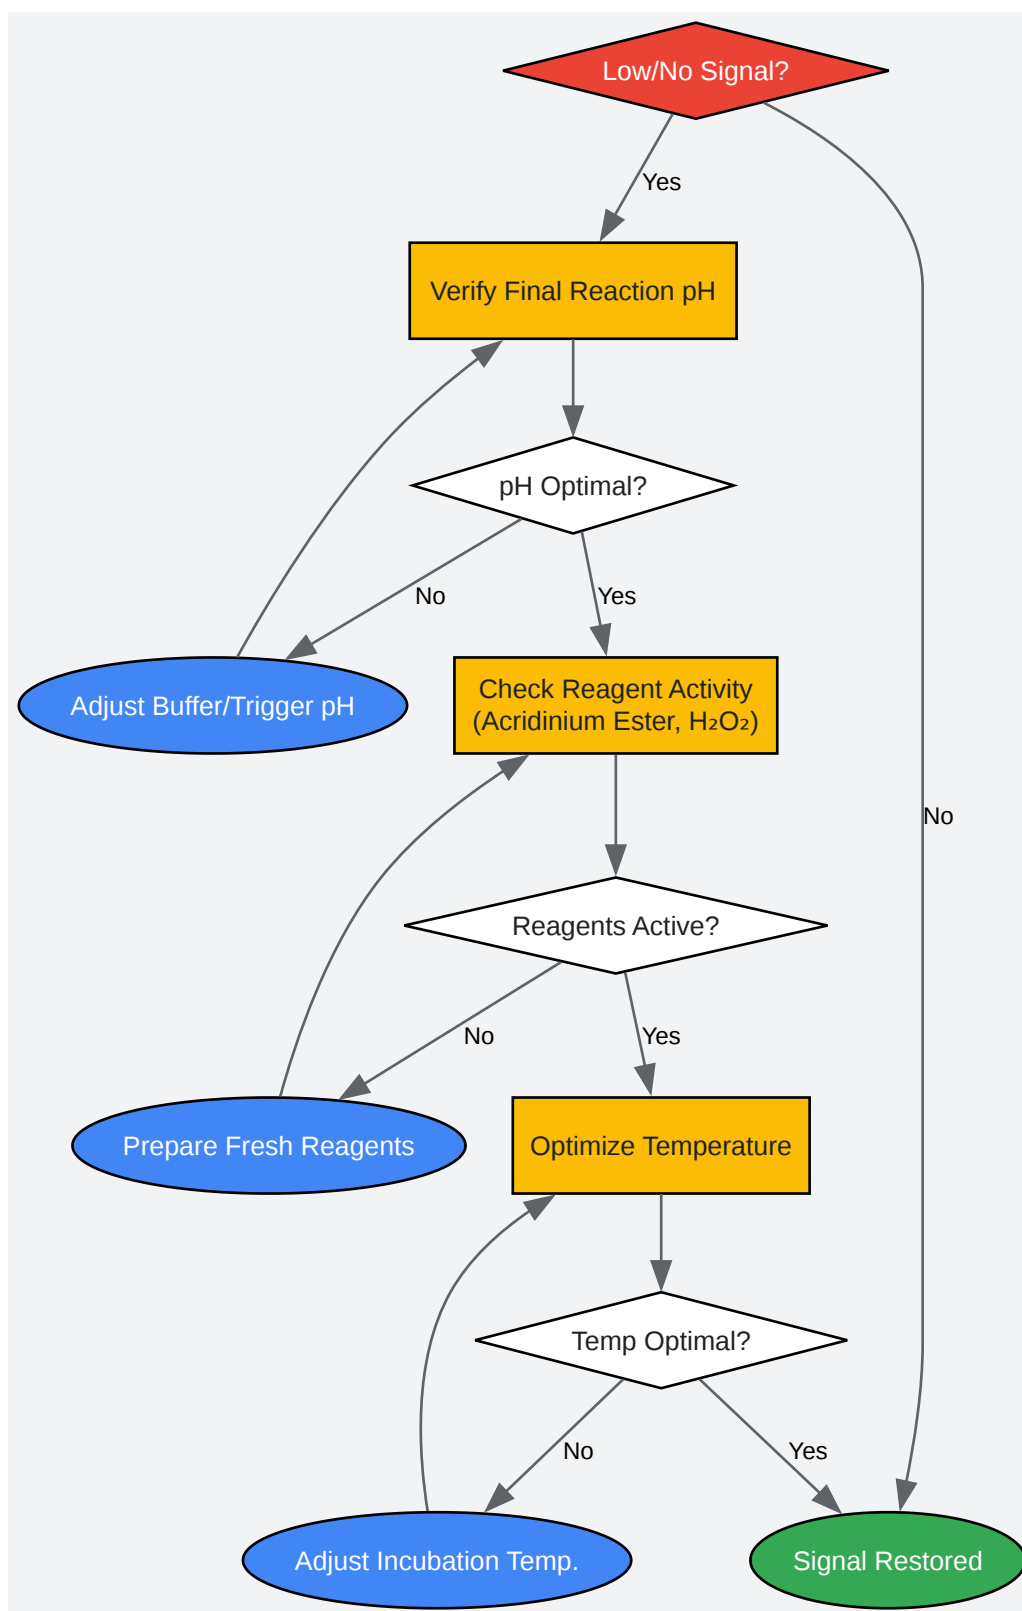 Low/No Signal?
Yes
Verify Final Reaction pH
pH Optimal?
No
Yes
Adjust Buffer/Trigger pH
Check Reagent Activity
(Acridinium Ester, H₂O₂)
No
Reagents Active?
No
Yes
Prepare Fresh Reagents
Optimize Temperature
Temp Optimal?
No
Yes
Adjust Incubation Temp.
Signal Restored